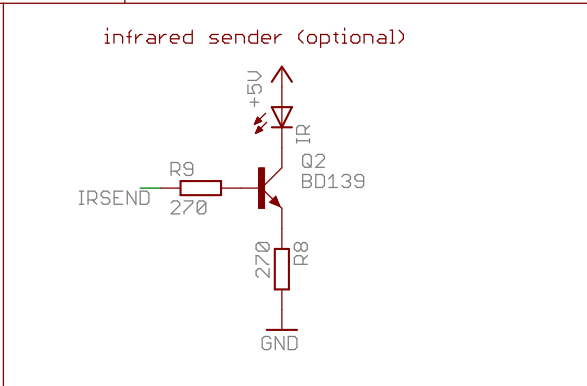 infrared sender (optional)
+5V
IR
Q2
BD139
R9
270
IRSEND
270
R8
GND